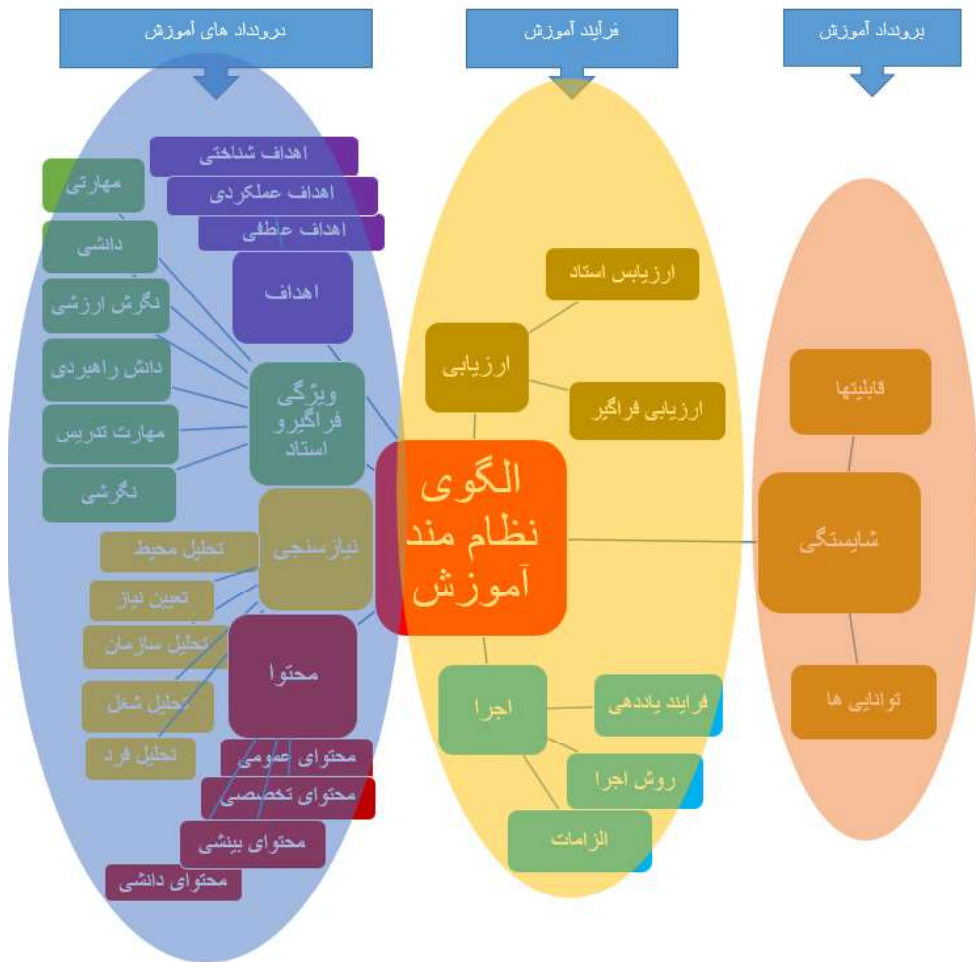 برونداد آموزش
فرآیند آموزش
درونداد های آموزش
قابلیتها
شایستگی
توانایی ها
ارزیابس استاد
ارزیابی
ارزیابی فراگیر
الگوی
نظام مند
آموزش
اجرا
فرایند یاددهی
روش اجرا
الزامات
اهداف شناختی
اهداف عملکردی
اهداف عاطفی
اهداف
ویژگی
فراگیرو
استاد
مهارتی
دانشی
نگرش ارزشی
دانش راهبردی
مهارت تدریس
نگرشی
نیازسنجی
تحلیل محیط
تعیین نیاز
تحلیل سازمان
تحلیل شغل
تحلیل فرد
محتوا
محتوای عمومی
محتوای تخصصی
محتوای بینشی
محتوای دانشی